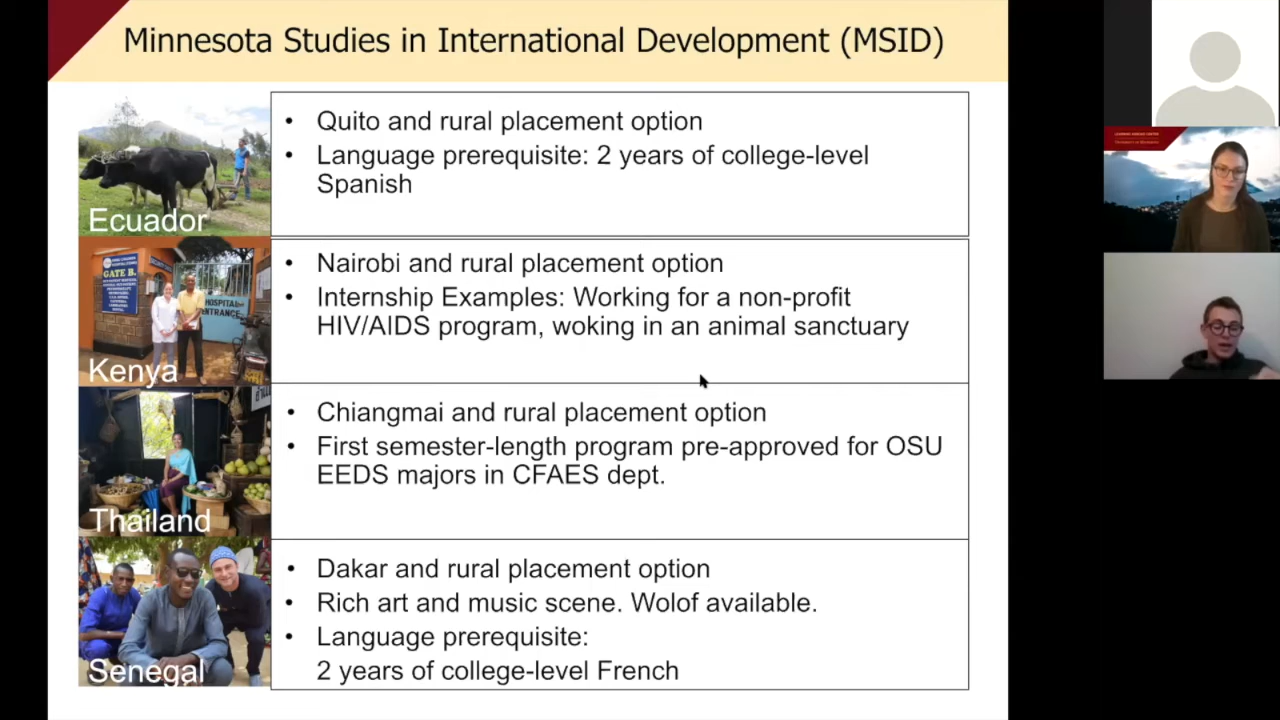 Minnesota Studies in International Development (MSID)
• Quito and rural placement option
• Language prerequisite: 2 years of college-level
Spanish
Ecuador
• Nairobi and rural placement option
• Internship Examples: Working for a non-profit
HIV/AIDS program, woking in an animal sanctuary
GATE B.
HOSPITAL
ENTRANCE
Kenya
• Chiangmai and rural placement option
• First semester-length program pre-approved for OSU
EEDS majors in CFAES dept.
Thailand
• Dakar and rural placement option
• Rich art and music scene. Wolof available.
• Language prerequisite:
2 years of college-level French
Senegal